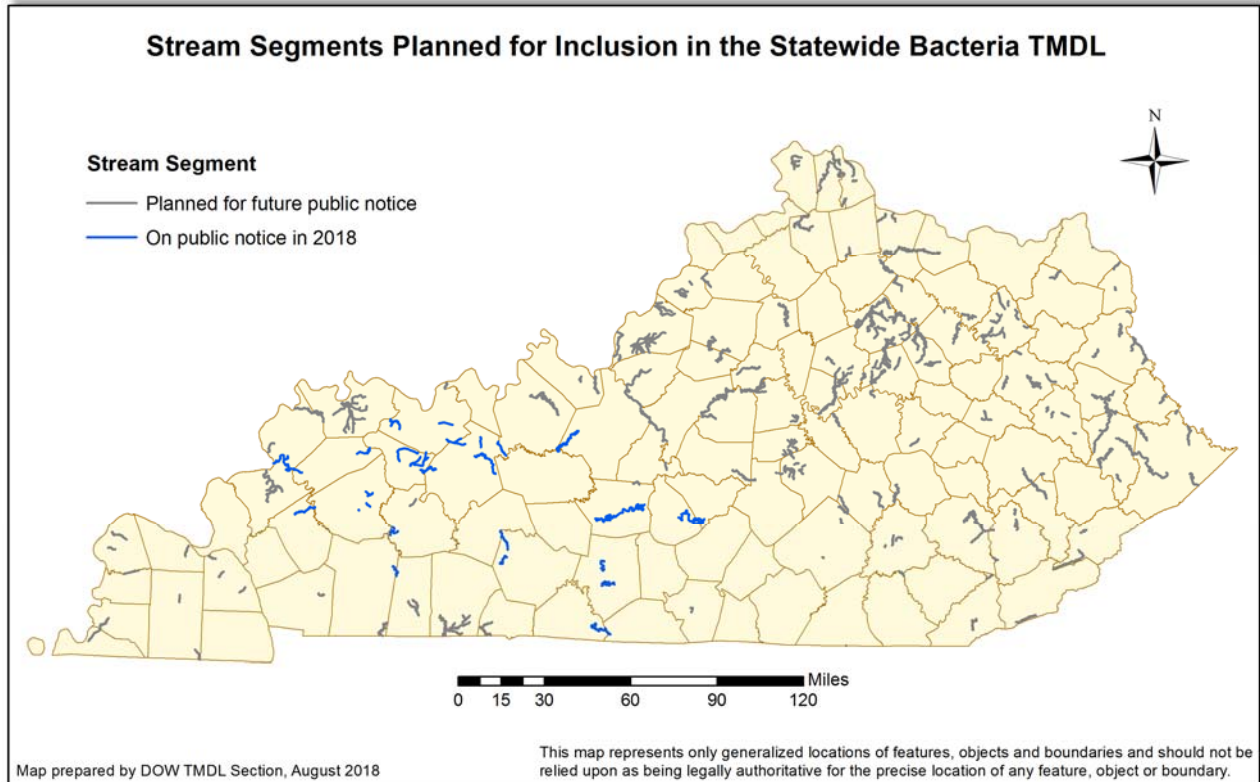 Stream Segments Planned for Inclusion in the Statewide Bacteria TMDL
N
Stream Segment
Planned for future public notice
On public notice in 2018
Miles
0 15 30 60 90 120
Map prepared by DOW TMDL Section, August 2018
This map represents only generalized locations of features, objects and boundaries and should not be
relied upon as being legally authoritative for the precise location of any feature, object or boundary.